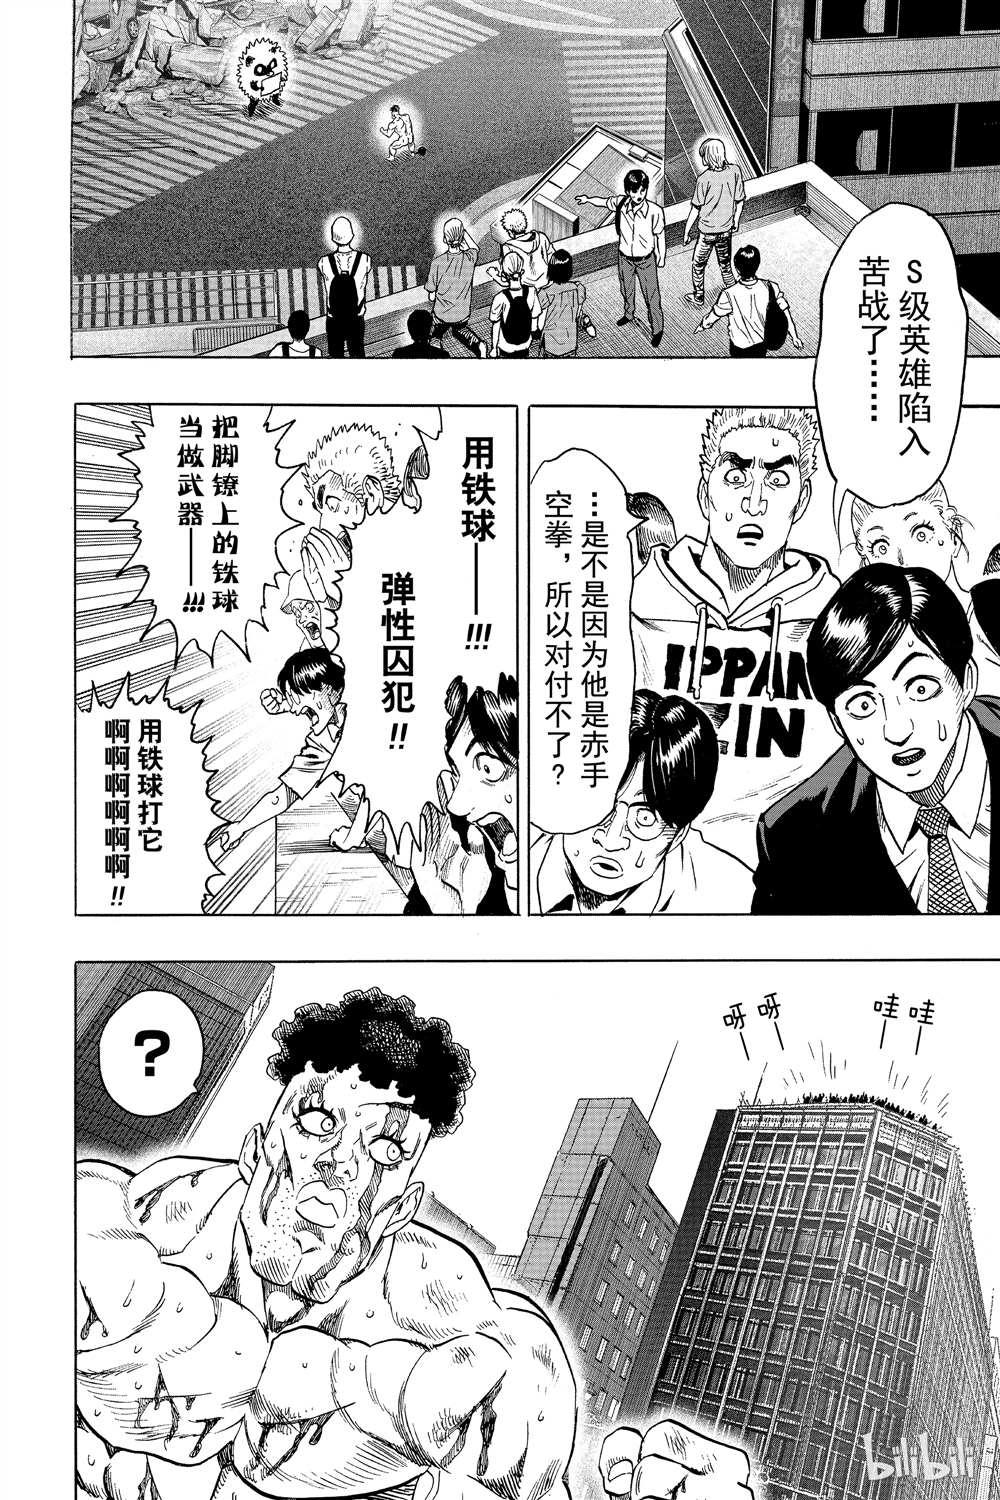 S级英雄陷入
苦战了……
…是不是因为他是赤手
空拳，所以对付不了？
IPPAN
ZEIN
用铁球——!!!
弹性囚犯!!
把脚镣上的铁球
当做武器——!!!
用铁球打它
啊啊啊啊啊啊!!
哇哇
呀呀
?
bilibili